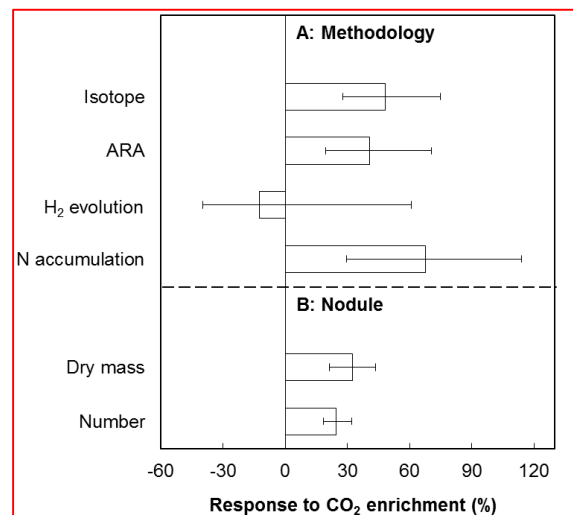 A: Methodology
Isotope
ARA
H₂ evolution
N accumulation
B: Nodule
Dry mass
Number
-60 -30 0 30 60 90 120
Response to CO₂ enrichment (%)